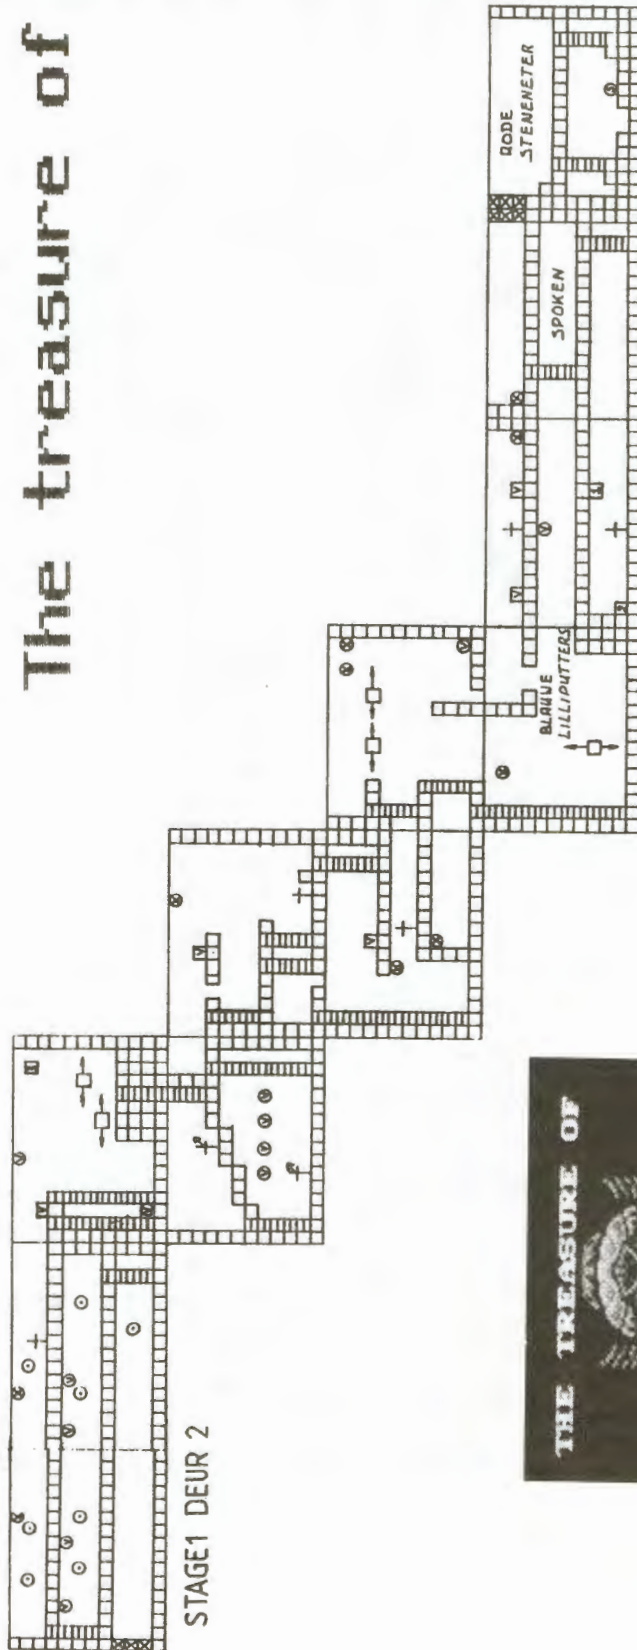 The treasure of
RODE
STENENETER
SPOKEN
BLAUWE
LILLIPUTTERS
STAGE1 DEUR 2
THE TREASURE OF